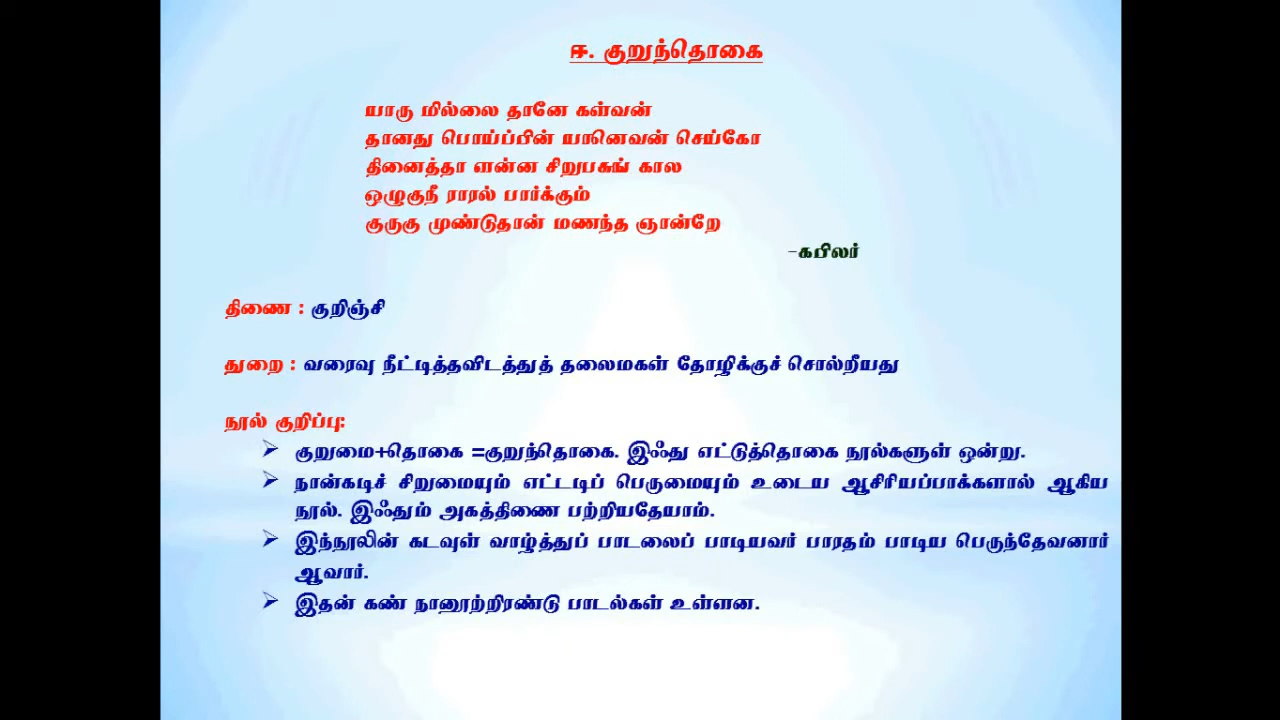 ஈ. குறுந்தொகை
யாரு மில்லை தானே கள்வன்
தானது பொய்ப்பின் யானெவன் செய்கோ
தினைத்தா ளன்ன சிறுபசுங் கால
ஒழுகுநீ ராரல் பார்க்கும்
குருகு முண்டுதான் மணந்த ஞான்றே
-கபிலர்
திணை : குறிஞ்சி
துறை : வரைவு நீட்டித்தவிடத்துத் தலைமகள் தோழிக்குச் சொல்றீயது
நூல் குறிப்பு:
➢ குறுமை+தொகை =குறுந்தொகை. இஃது எட்டுத்தொகை நூல்களுள் ஒன்று.
➢ நான்கடிச் சிறுமையும் எட்டடிப் பெருமையும் உடைய ஆசிரியப்பாக்களால் ஆகிய
நூல். இஃதும் அகத்திணை பற்றியதேயாம்.
➢ இந்நூலின் கடவுள் வாழ்த்துப் பாடலைப் பாடியவர் பாரதம் பாடிய பெருந்தேவனார்
ஆவார்.
➢ இதன் கண் நானூற்றிரண்டு பாடல்கள் உள்ளன.